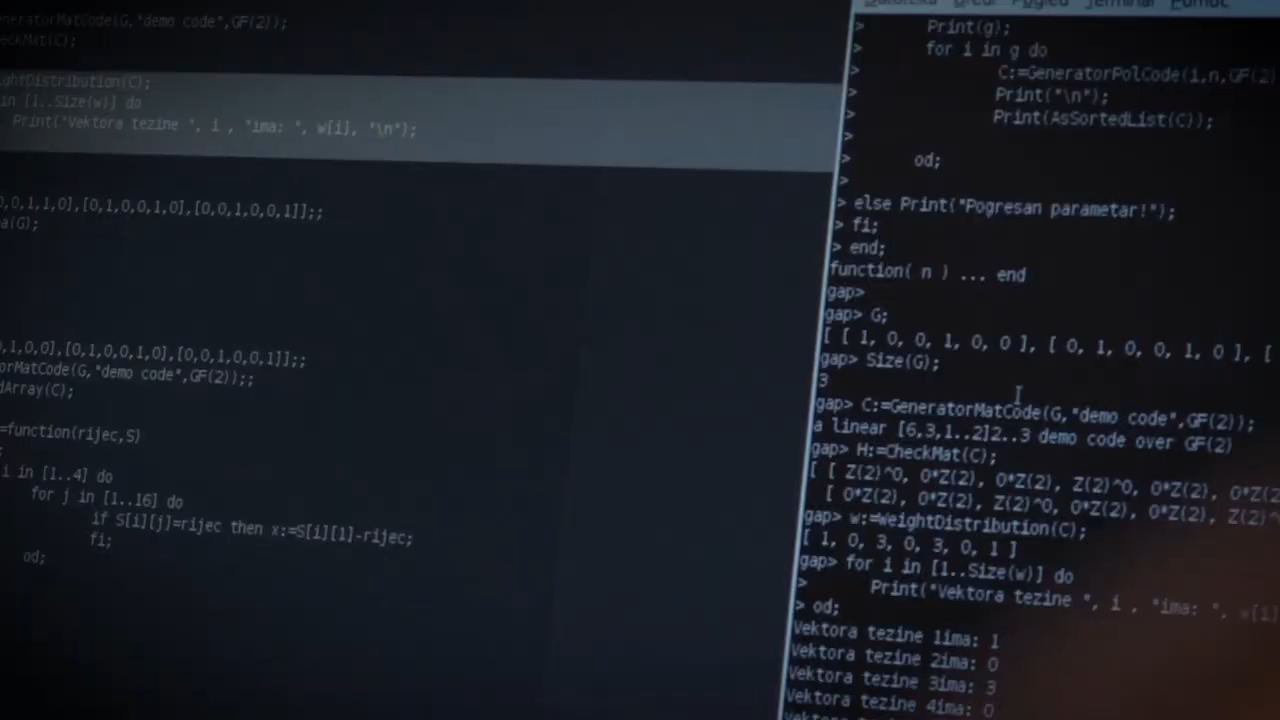 neratorMatCode(G,"demo code",GF(2));
eckMat(C);
ightDistribution(C);
in [1..Size(w)] do
Print("Vektora tezine ", i , "ima: ", w[i], "\n");
0,0,1,1,0],[0,1,0,0,1,0],[0,0,1,0,0,1]];;
a(G);
,1,0,0],[0,1,0,0,1,0],[0,0,1,0,0,1]];;
orMatCode(G,"demo code",GF(2));;
dArray(C);
=function(rijec,S)
i in [1..4] do
for j in [1..16] do
if S[i][j]=rijec then x:=S[i][1]-rijec;
fi;
od;
Uredi Pogled Terminal Pomoć
> Print(g);
> for i in g do
> C:=GeneratorPolCode(i,n,GF(2)
> Print("\n");
> Print(AsSortedList(C));
>
> od;
>
> else Print("Pogresan parametar!");
> fi;
> end;
function( n ) ... end
gap>
gap> G;
[ [ 1, 0, 0, 1, 0, 0 ], [ 0, 1, 0, 0, 1, 0 ], [
gap> Size(G);
3
gap> C:=GeneratorMatCode(G,"demo code",GF(2));
a linear [6,3,1..2]2..3 demo code over GF(2)
gap> H:=CheckMat(C);
[ [ Z(2)^0, 0*Z(2), 0*Z(2), Z(2)^0, 0*Z(2), 0*Z(2)
[ 0*Z(2), 0*Z(2), Z(2)^0, 0*Z(2), 0*Z(2), Z(2)^
gap> w:=WeightDistribution(C);
[ 1, 0, 3, 0, 3, 0, 1 ]
gap> for i in [1..Size(w)] do
> Print("Vektora tezine ", i , "ima: ", w[i]
> od;
Vektora tezine 1ima: 1
Vektora tezine 2ima: 0
Vektora tezine 3ima: 3
Vektora tezine 4ima: 0